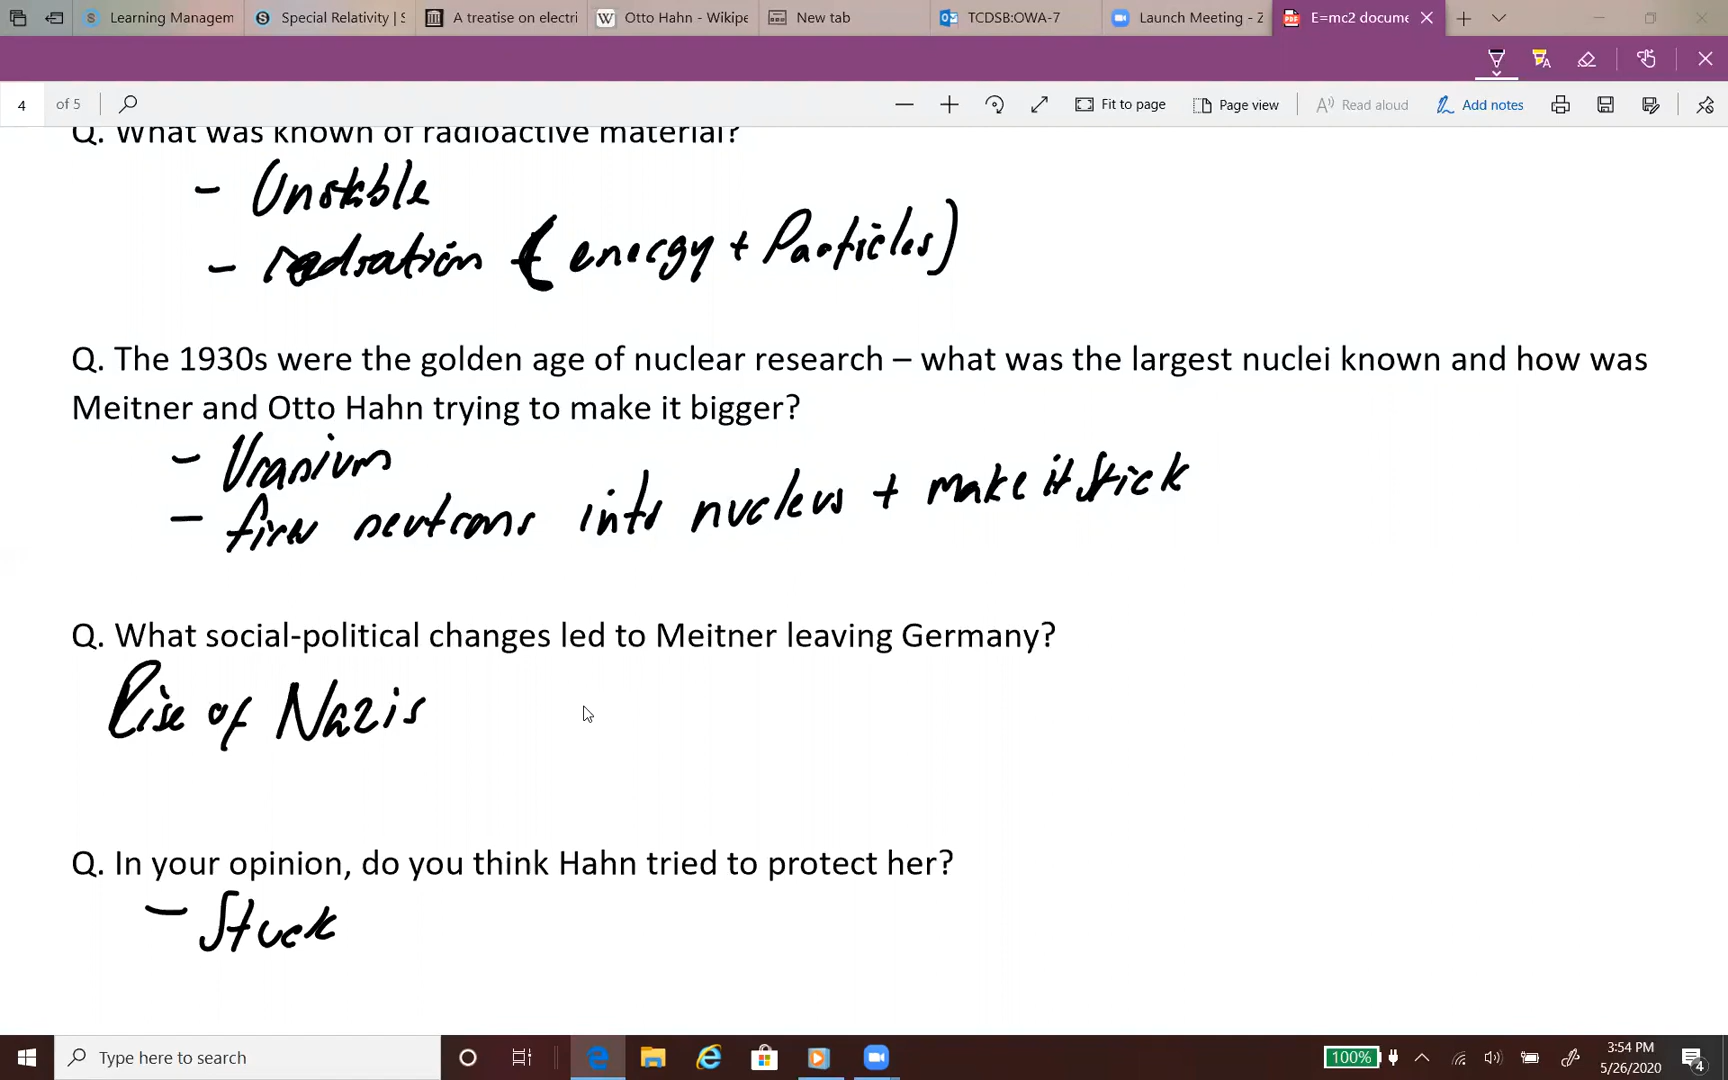 Learning Managem
Special Relativity | S
A treatise on electri
W Otto Hahn - Wikipe
New tab
TCDSB:OWA-7
Launch Meeting - Z
PDF E=mc2 docume
4 of 5
Fit to page
Page view
Read aloud
Add notes
Q. What was known of radioactive material?
- Unstable
- radiation (energy + Particles)
Q. The 1930s were the golden age of nuclear research – what was the largest nuclei known and how was
Meitner and Otto Hahn trying to make it bigger?
- Uranium
- fire neutrons into nucleus + make it stick
Q. What social-political changes led to Meitner leaving Germany?
Rise of Nazis
Q. In your opinion, do you think Hahn tried to protect her?
- Stuck
Type here to search
100%
3:54 PM
5/26/2020
4